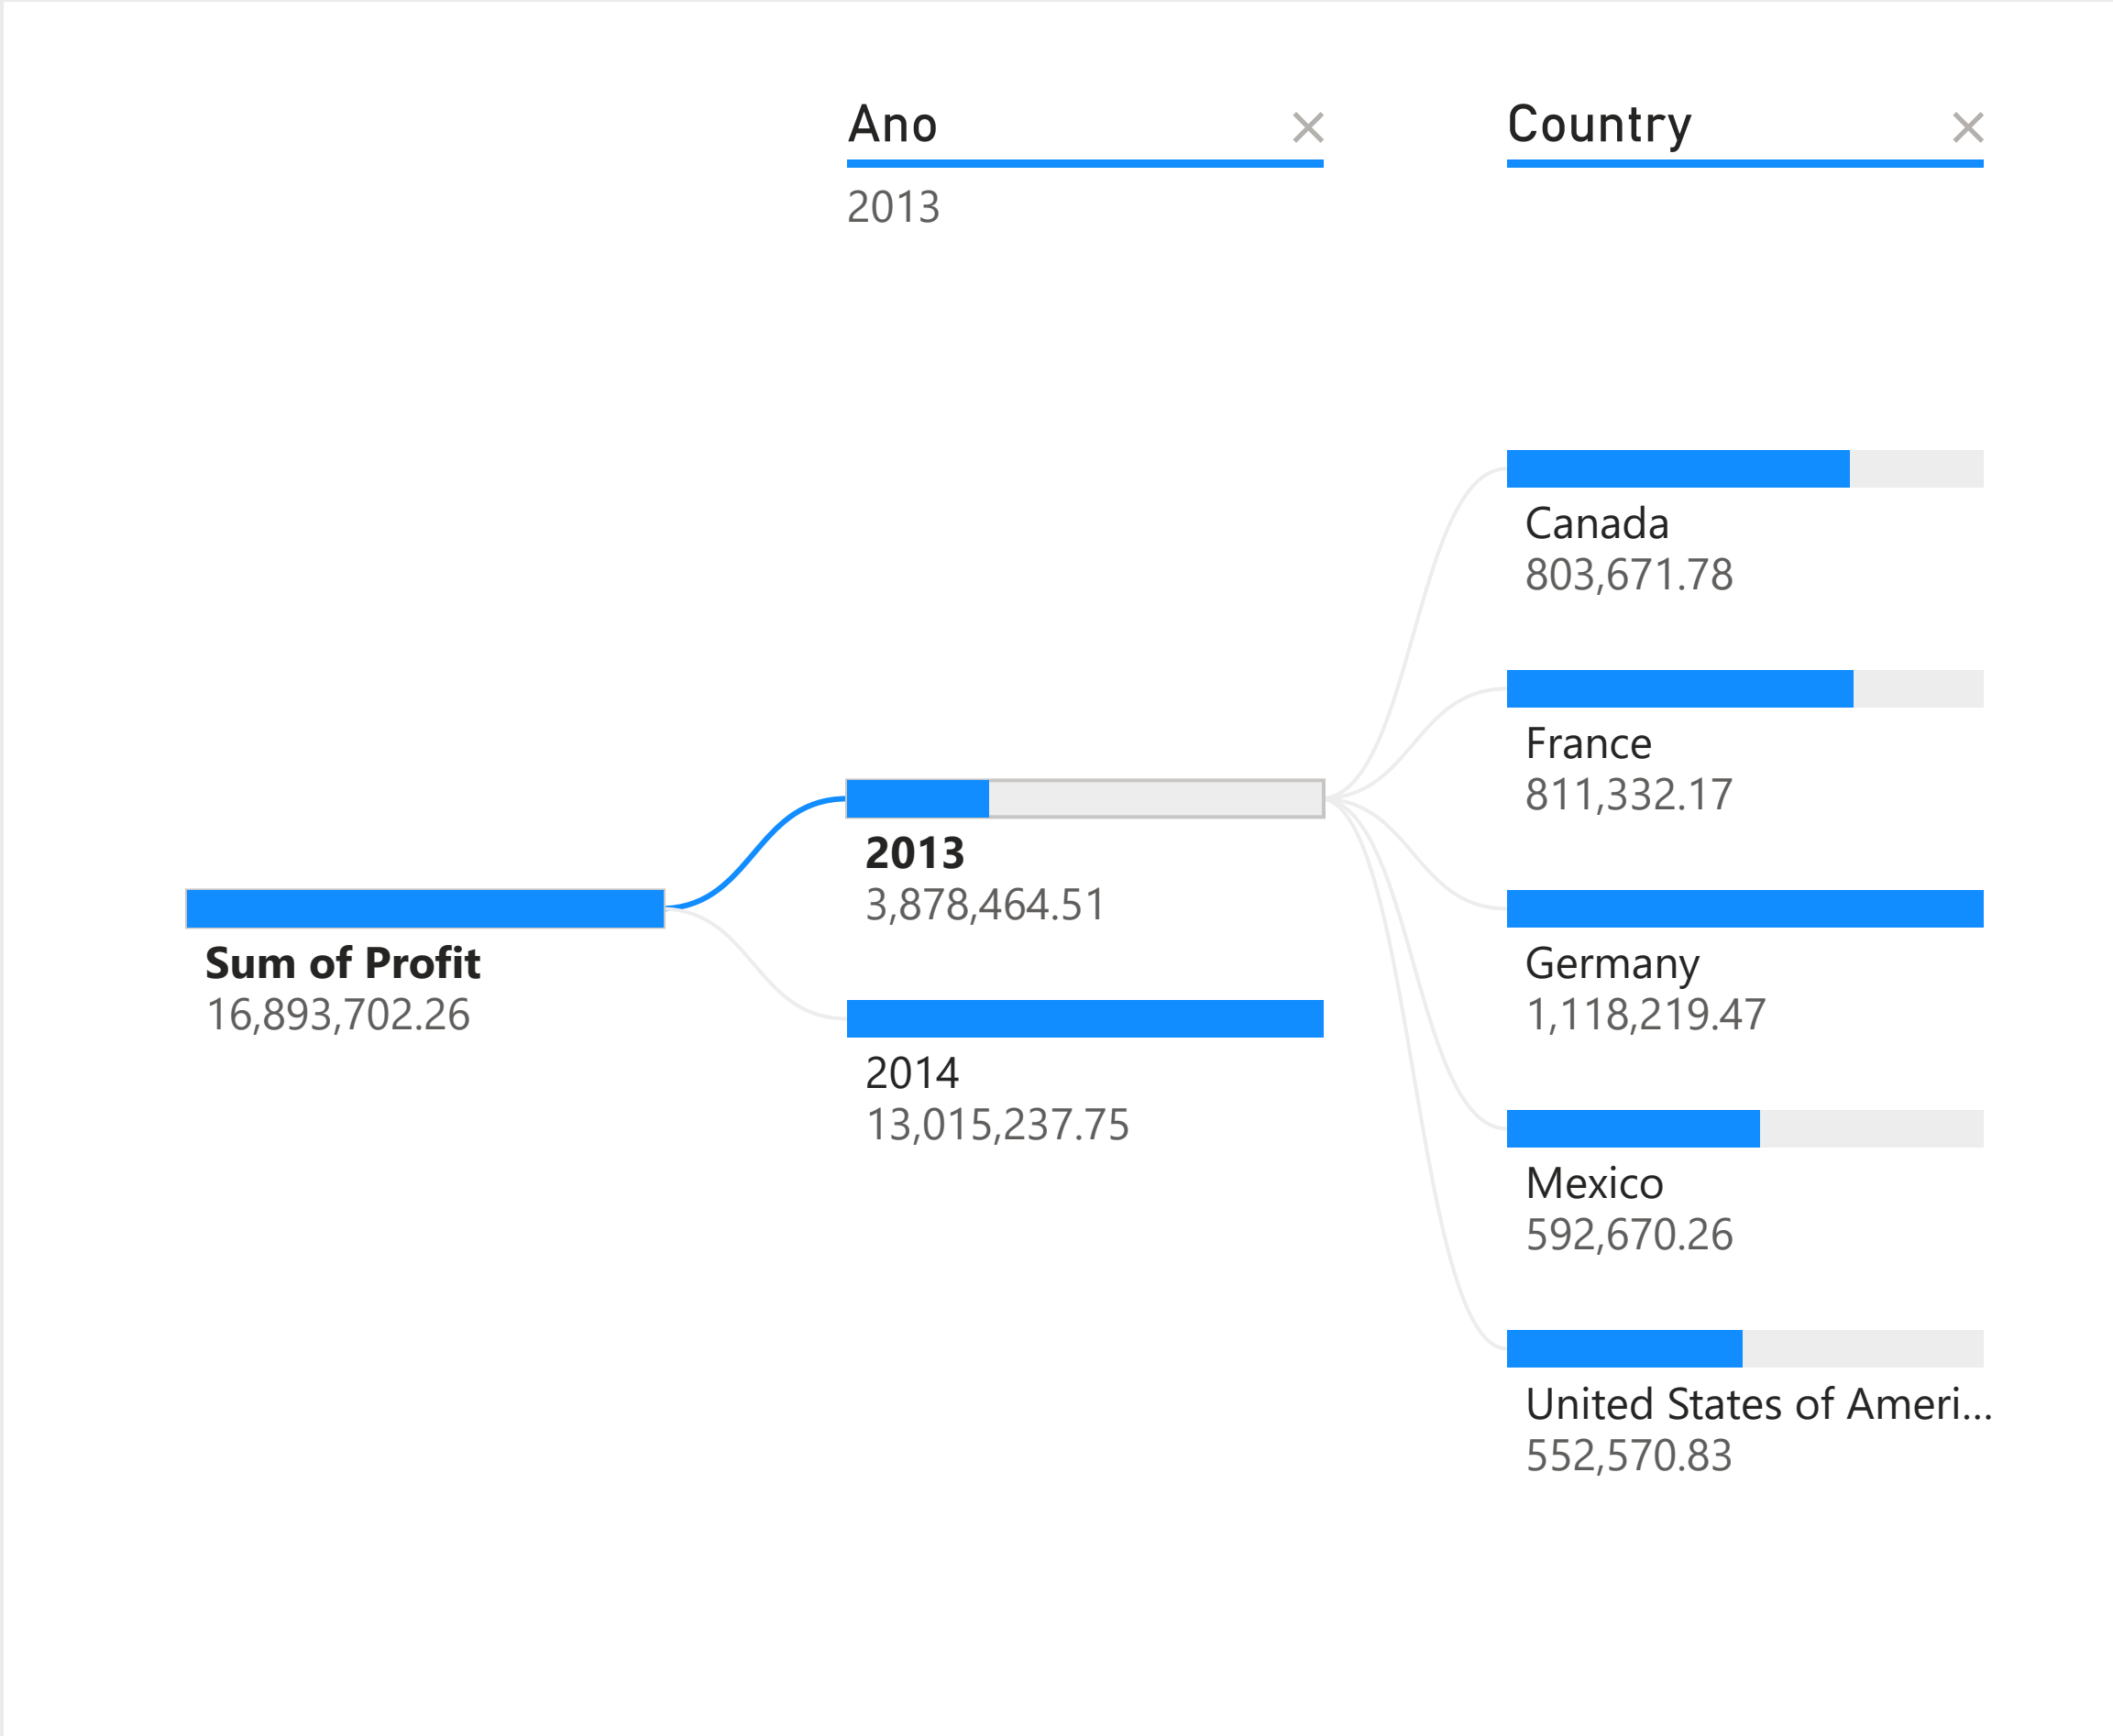 Ano
2013
Country
Sum of Profit
16,893,702.26
2013
3,878,464.51
2014
13,015,237.75
Canada
803,671.78
France
811,332.17
Germany
1,118,219.47
Mexico
592,670.26
United States of Ameri...
552,570.83